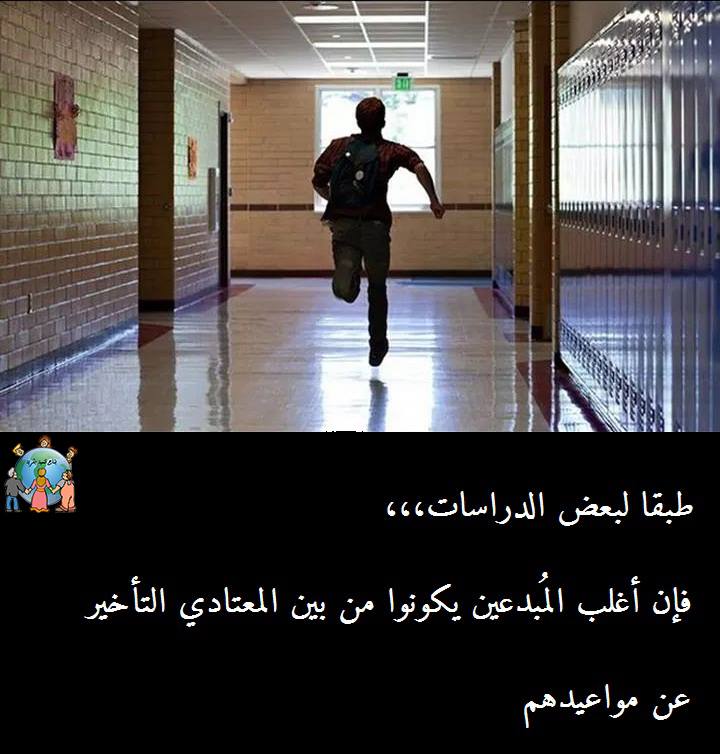 طبقا لبعض الدراسات،،،
فإن أغلب المُبدعين يكونوا من بين المعتادي التأخير
عن مواعيدهم